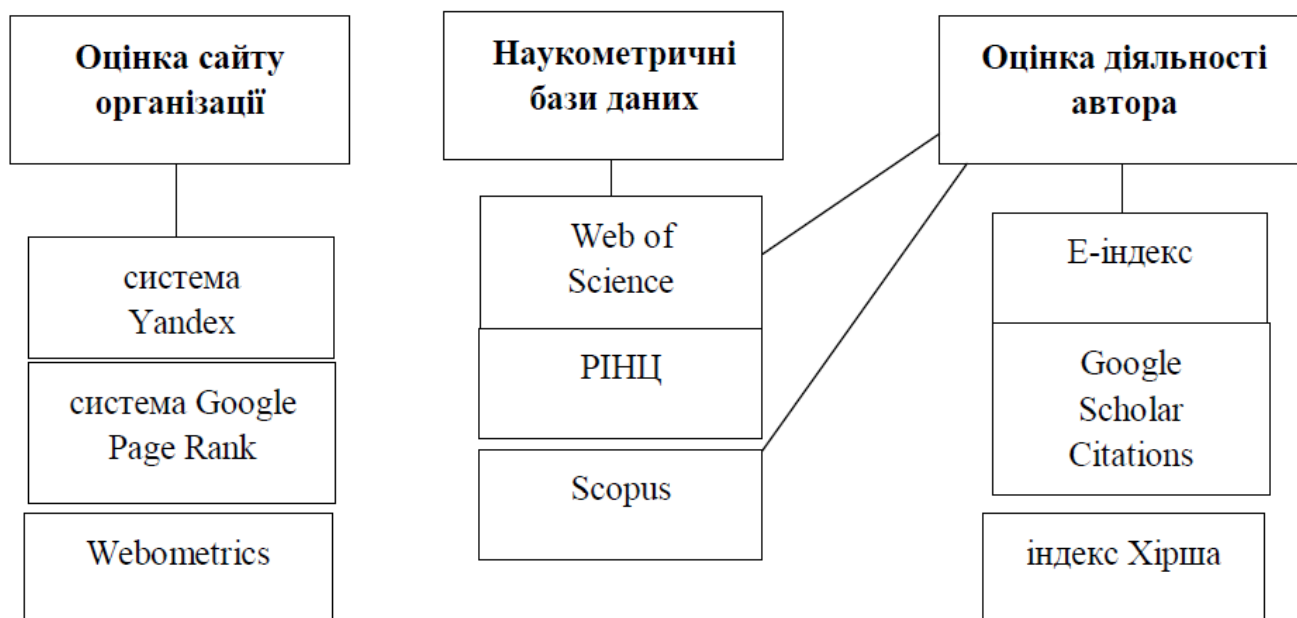 Оцінка сайту
організації
система
Yandex
система Google
Page Rank
Webometrics
Наукометричні
бази даних
Web of
Science
РІНЦ
Scopus
Оцінка діяльності
автора
Е-індекс
Google
Scholar
Citations
індекс Хірша